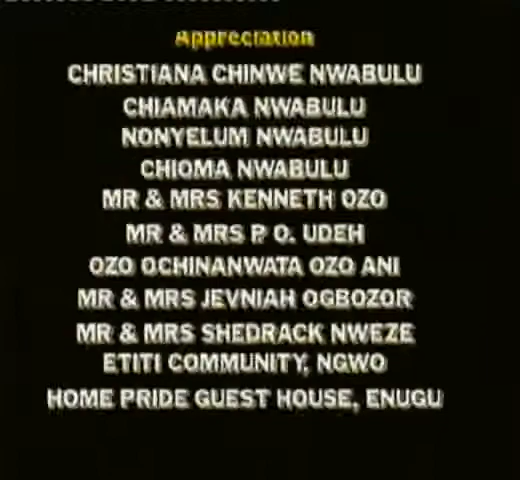 Appreciation
CHRISTIANA CHINWE NWABULU
CHIAMAKA NWABULU
NONYELUM NWABULU
CHIOMA NWABULU
MR & MRS KENNETH OZO
MR & MRS P. O. UDEH
OZO OCHINANWATA OZO ANI
MR & MRS JEVNIAH OGBOZOR
MR & MRS SHEDRACK NWEZE
ETITI COMMUNITY, NGWO
HOME PRIDE GUEST HOUSE, ENUGU